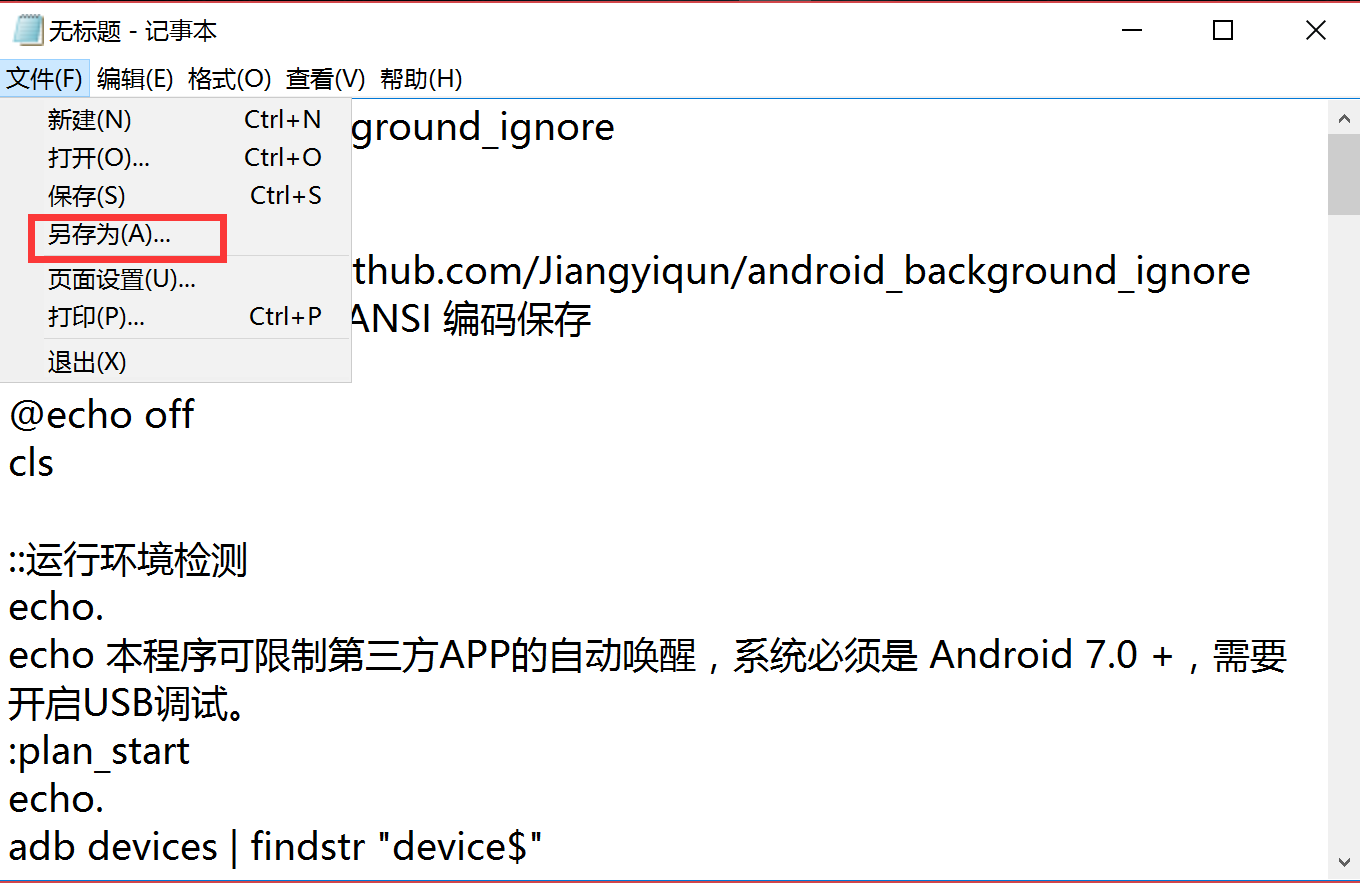 无标题 - 记事本
文件(F) 编辑(E) 格式(O) 查看(V) 帮助(H)
新建(N) Ctrl+N
打开(O)... Ctrl+O
保存(S) Ctrl+S
另存为(A)...
页面设置(U)...
打印(P)... Ctrl+P
退出(X)
ground_ignore
thub.com/Jiangyiqun/android_background_ignore
ANSI 编码保存
@echo off
cls
::运行环境检测
echo.
echo 本程序可限制第三方APP的自动唤醒，系统必须是 Android 7.0 +，需要
开启USB调试。
:plan_start
echo.
adb devices | findstr "device$"